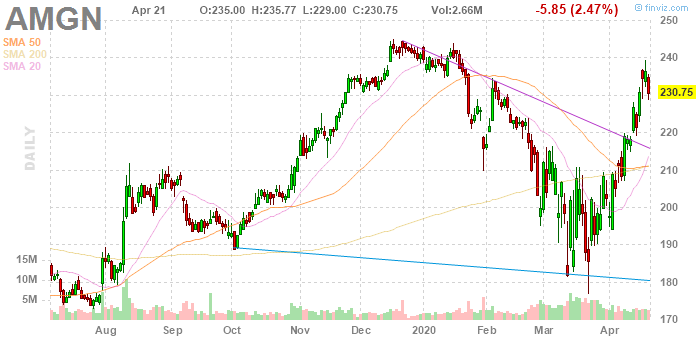 AMGN
Apr 21 O:235.00 H:235.77 L:229.00 C:230.75 Vol:2.66M -5.85 (2.47%)
© finviz.com
SMA 50
SMA 200
SMA 20
DAILY
250
240
230.75
220
210
200
190
180
170
15M
10M
5M
Aug Sep Oct Nov Dec 2020 Feb Mar Apr